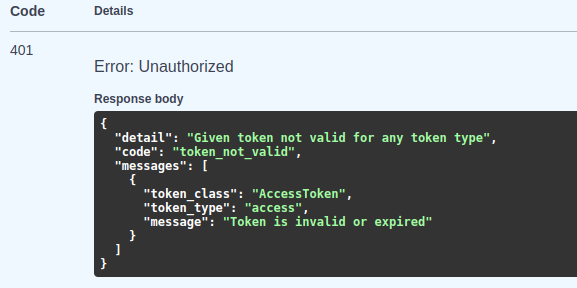 Code Details
401
Error: Unauthorized
Response body
{
  "detail": "Given token not valid for any token type",
  "code": "token_not_valid",
  "messages": [
    {
      "token_class": "AccessToken",
      "token_type": "access",
      "message": "Token is invalid or expired"
    }
  ]
}